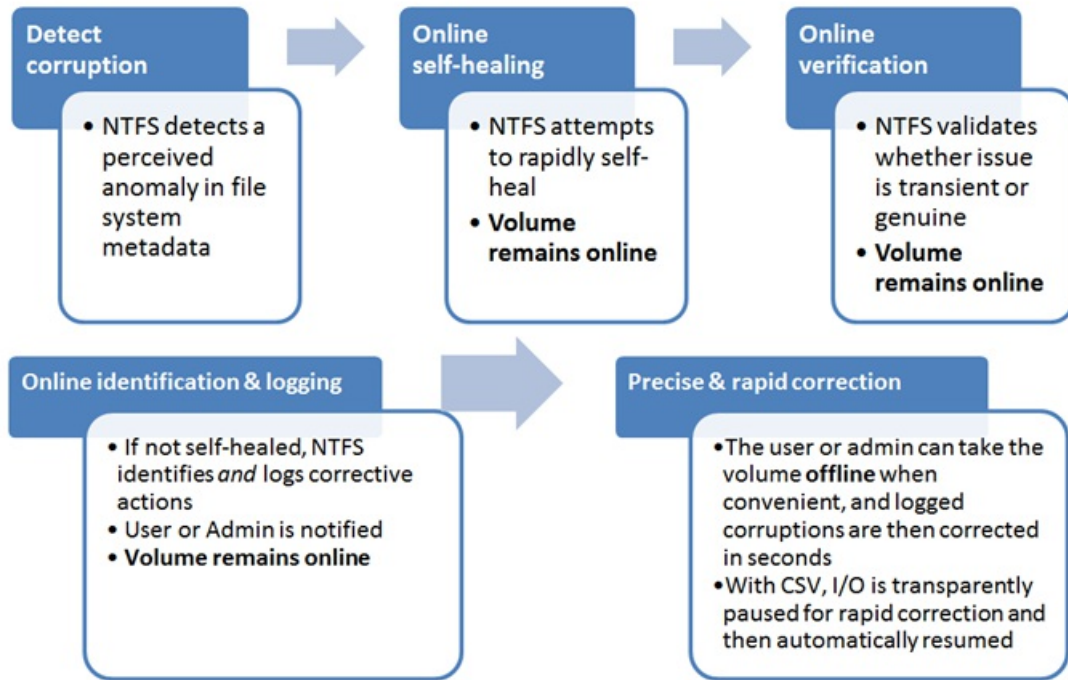 Detect
corruption
• NTFS detects a
perceived
anomaly in file
system
metadata
Online
self-healing
• NTFS attempts
to rapidly self-
heal
• Volume
remains online
Online
verification
• NTFS validates
whether issue
is transient or
genuine
• Volume
remains online
Online identification & logging
• If not self-healed, NTFS
identifies and logs corrective
actions
• User or Admin is notified
• Volume remains online
Precise & rapid correction
•The user or admin can take the
volume offline when
convenient, and logged
corruptions are then corrected
in seconds
•With CSV, I/O is transparently
paused for rapid correction and
then automatically resumed